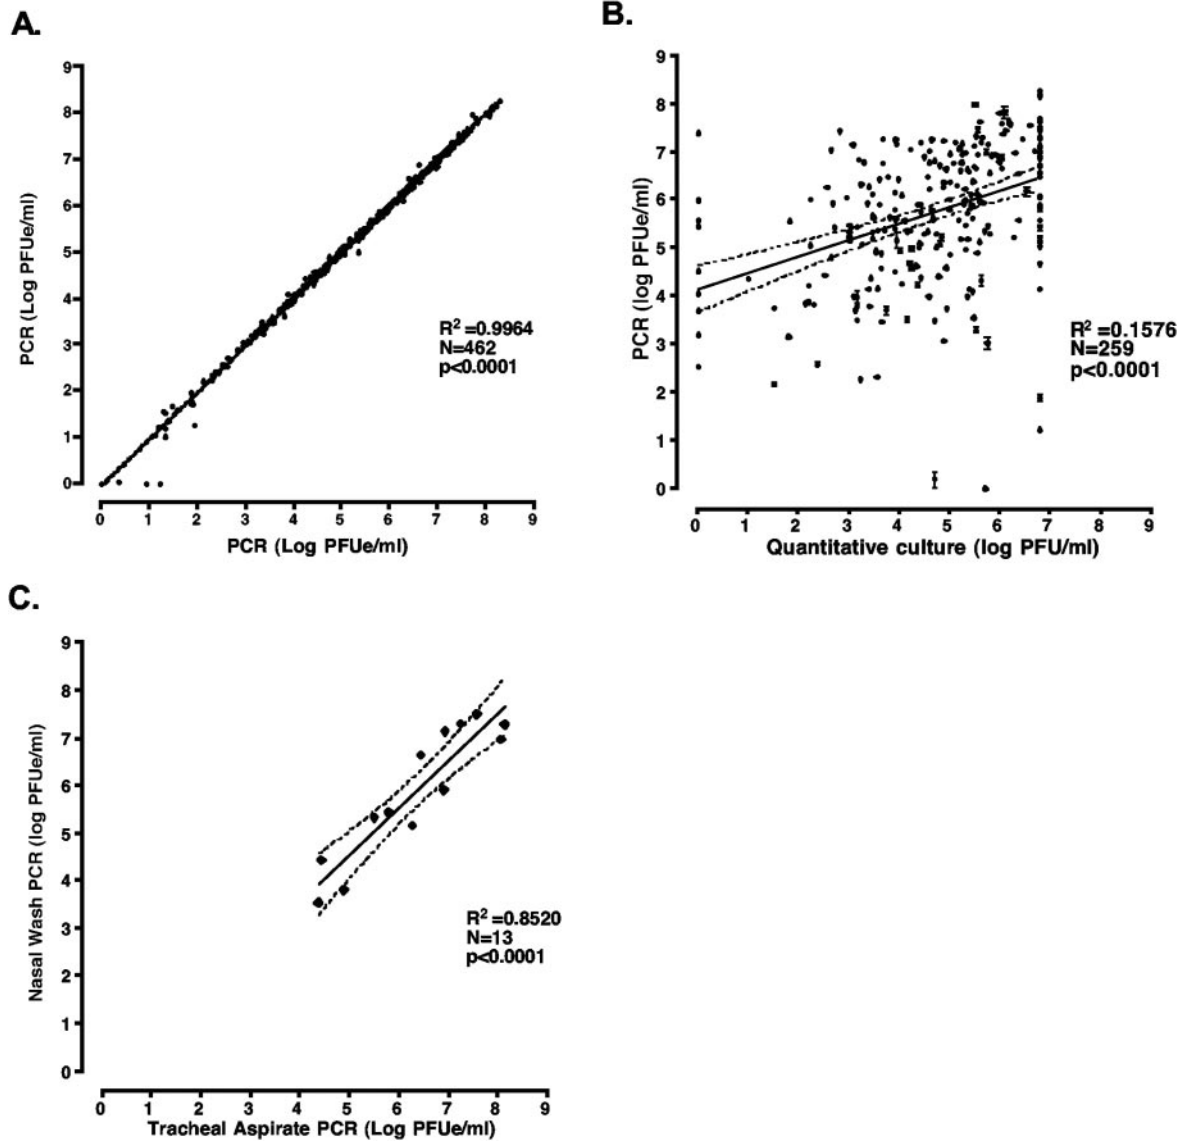 A.
9
8
7
6
5
4
3
2
1
0
PCR (Log PFUe/ml)
R² =0.9964
N=462
p<0.0001
0 1 2 3 4 5 6 7 8 9
PCR (Log PFUe/ml)
B.
9
8
7
6
5
4
3
2
1
0
PCR (log PFUe/ml)
R² =0.1576
N=259
p<0.0001
0 1 2 3 4 5 6 7 8 9
Quantitative culture (log PFU/ml)
C.
9
8
7
6
5
4
3
2
1
0
Nasal Wash PCR (log PFUe/ml)
R² =0.8520
N=13
p<0.0001
0 1 2 3 4 5 6 7 8 9
Tracheal Aspirate PCR (Log PFUe/ml)